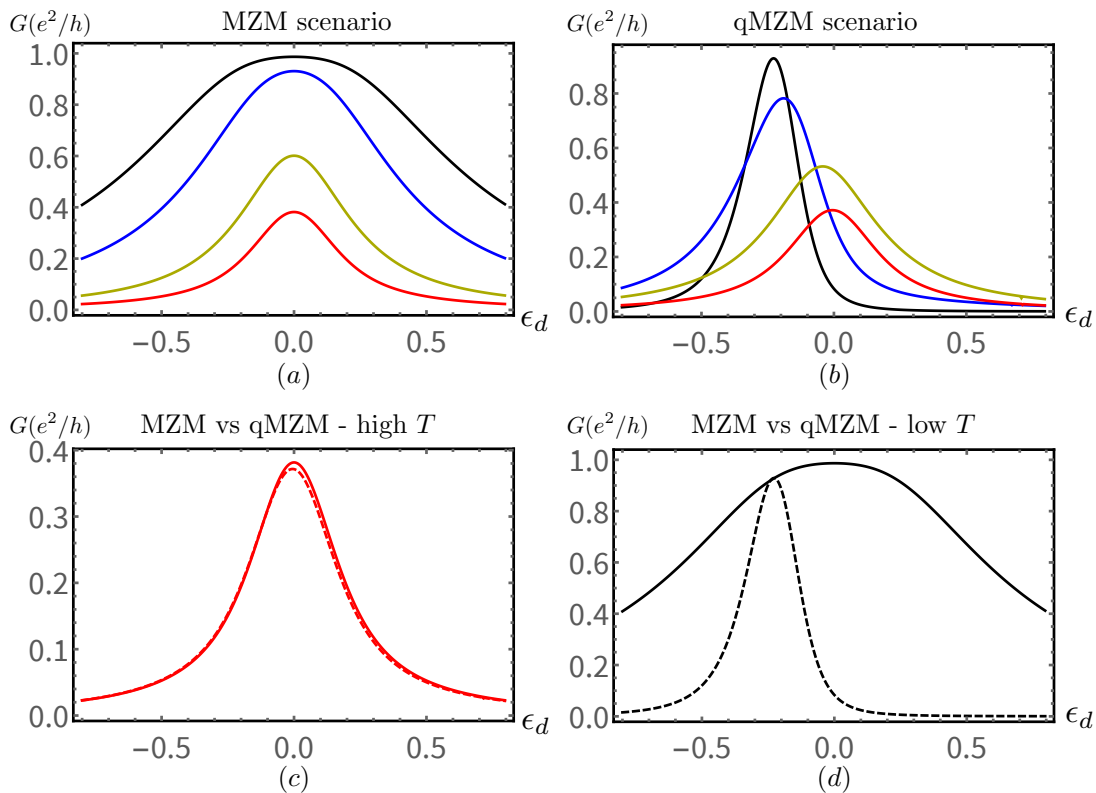 G(e²/h) MZM scenario
1.0
0.8
0.6
0.4
0.2
0.0
ϵ_d
−0.5 0.0 0.5
(a)
G(e²/h) qMZM scenario
0.8
0.6
0.4
0.2
0.0
ϵ_d
−0.5 0.0 0.5
(b)
G(e²/h) MZM vs qMZM - high T
0.4
0.3
0.2
0.1
0.0
ϵ_d
−0.5 0.0 0.5
(c)
G(e²/h) MZM vs qMZM - low T
1.0
0.8
0.6
0.4
0.2
0.0
ϵ_d
−0.5 0.0 0.5
(d)